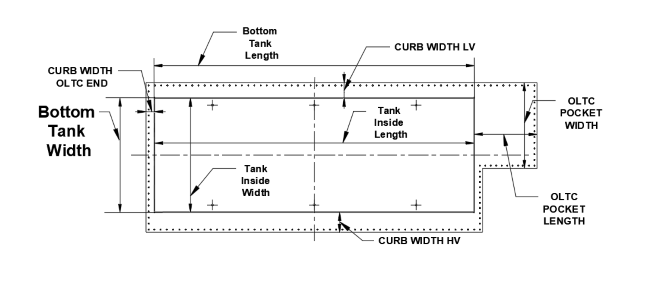 Bottom
Tank
Length
CURB WIDTH LV
CURB WIDTH
OLTC END
Bottom
Tank
Width
Tank
Inside
Length
OLTC
POCKET
WIDTH
Tank
Inside
Width
OLTC
POCKET
LENGTH
CURB WIDTH HV